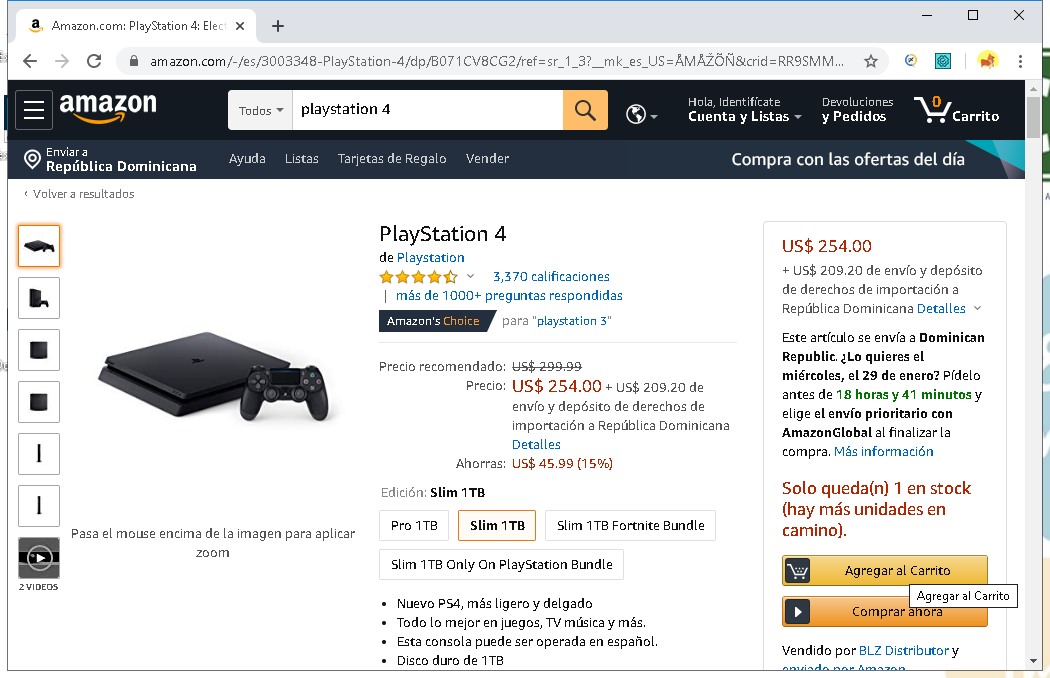 Amazon.com: PlayStation 4: Elect
amazon.com/-/es/3003348-PlayStation-4/dp/B071CV8CG2/ref=sr_1_3?__mk_es_US=ÅMÅŽÕÑ&crid=RR9SMM...
amazon
Todos
playstation 4
Hola, Identifícate
Cuenta y Listas
Devoluciones
y Pedidos
0
Carrito
Enviar a
República Dominicana
Ayuda
Listas
Tarjetas de Regalo
Vender
Compra con las ofertas del día
‹ Volver a resultados
2 VIDEOS
Pasa el mouse encima de la imagen para aplicar
zoom
PlayStation 4
de Playstation
3,370 calificaciones
| más de 1000+ preguntas respondidas
Amazon's Choice para "playstation 3"
Precio recomendado: US$ 299.99
Precio: US$ 254.00 + US$ 209.20 de
envío y depósito de derechos de
importación a República Dominicana
Detalles
Ahorras: US$ 45.99 (15%)
Edición: Slim 1TB
Pro 1TB
Slim 1TB
Slim 1TB Fortnite Bundle
Slim 1TB Only On PlayStation Bundle
• Nuevo PS4, más ligero y delgado
• Todo lo mejor en juegos, TV música y más.
• Esta consola puede ser operada en español.
• Disco duro de 1TB
US$ 254.00
+ US$ 209.20 de envío y depósito
de derechos de importación a
República Dominicana Detalles
Este artículo se envía a Dominican
Republic. ¿Lo quieres el
miércoles, el 29 de enero? Pídelo
antes de 18 horas y 41 minutos y
elige el envío prioritario con
AmazonGlobal al finalizar la
compra. Más información
Solo queda(n) 1 en stock
(hay más unidades en
camino).
Agregar al Carrito
Agregar al Carrito
Comprar ahora
Vendido por BLZ Distributor y
enviado por Amazon